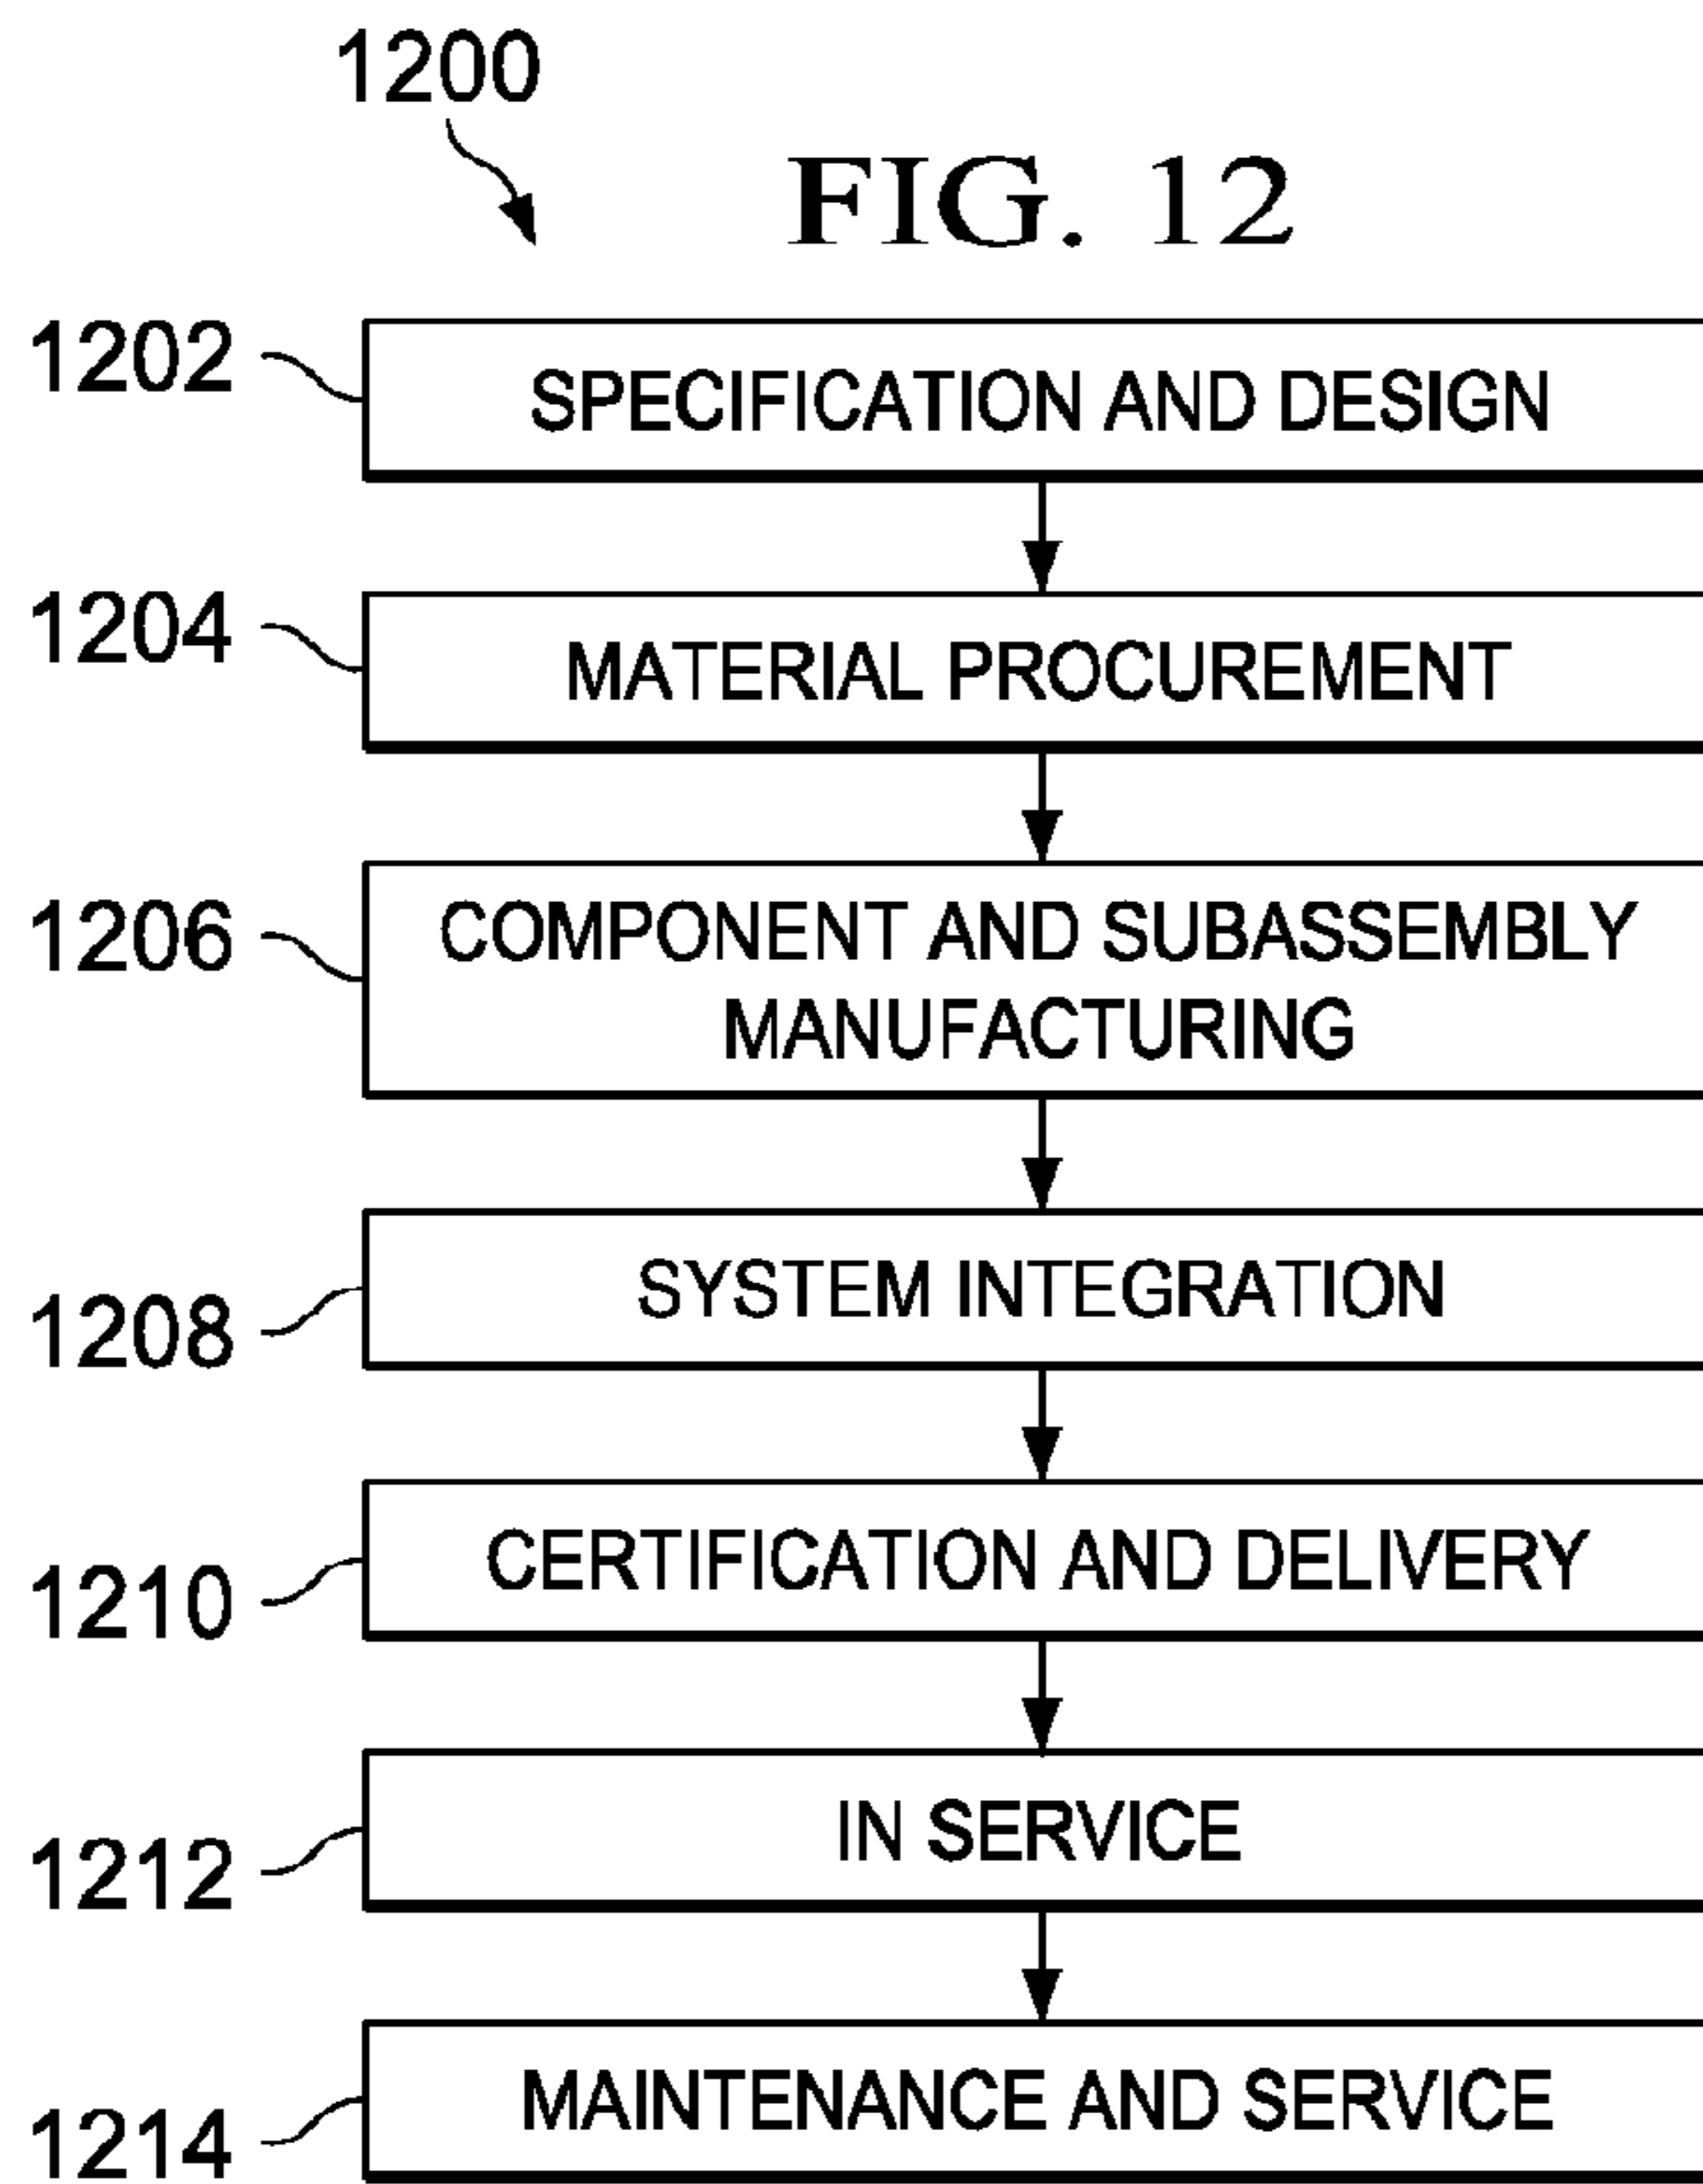 1200
FIG. 12
1202
SPECIFICATION AND DESIGN
1204
MATERIAL PROCUREMENT
1206
COMPONENT AND SUBASSEMBLY
MANUFACTURING
1208
SYSTEM INTEGRATION
1210
CERTIFICATION AND DELIVERY
1212
IN SERVICE
1214
MAINTENANCE AND SERVICE